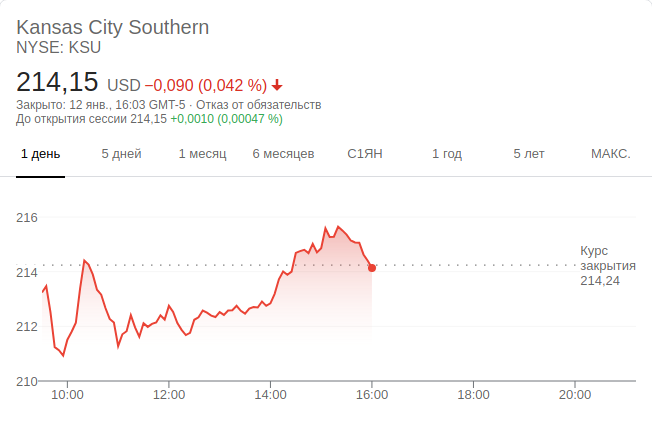 Kansas City Southern
NYSE: KSU
214,15 USD −0,090 (0,042 %)
Закрыто: 12 янв., 16:03 GMT-5 · Отказ от обязательств
До открытия сессии 214,15 +0,0010 (0,00047 %)
1 день 5 дней 1 месяц 6 месяцев С1ЯН 1 год 5 лет МАКС.
216
Курс
214 закрытия
214,24
212
210
10:00 12:00 14:00 16:00 18:00 20:00